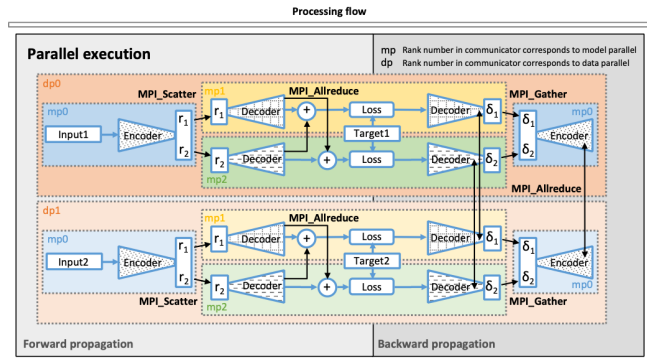 Processing flow
Parallel execution
mp Rank number in communicator corresponds to model parallel
dp Rank number in communicator corresponds to data parallel
dp0
MPI_Scatter
mp1
MPI_Allreduce
MPI_Gather
mp0
Input1
Encoder
r1
r2
r1
Decoder
+
Loss
Decoder
δ1
Target1
r2
Decoder
+
Loss
Decoder
δ2
mp2
δ1
δ2
mp0
Encoder
MPI_Allreduce
dp1
mp0
Input2
Encoder
r1
r2
MPI_Scatter
mp1
MPI_Allreduce
r1
Decoder
+
Loss
Decoder
δ1
Target2
r2
Decoder
+
Loss
Decoder
δ2
mp2
δ1
δ2
Encoder
mp0
MPI_Gather
Forward propagation
Backward propagation